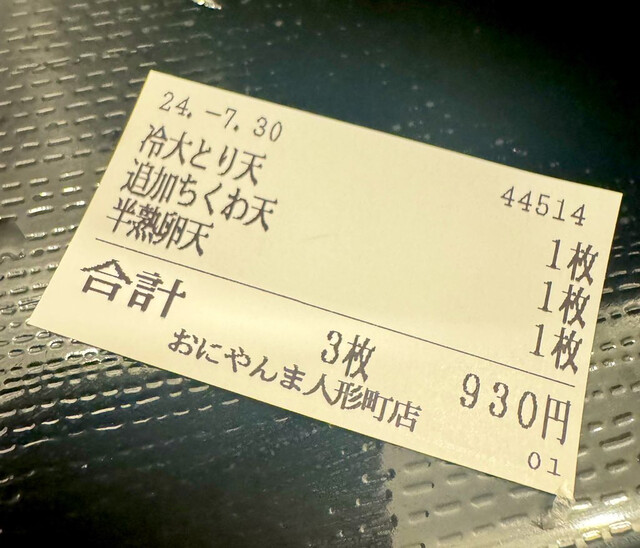 24.-7.30 44514
冷大とり天 1枚
追加ちくわ天 1枚
半熟卵天 1枚
合計 3枚 930円
おにやんま人形町店 01